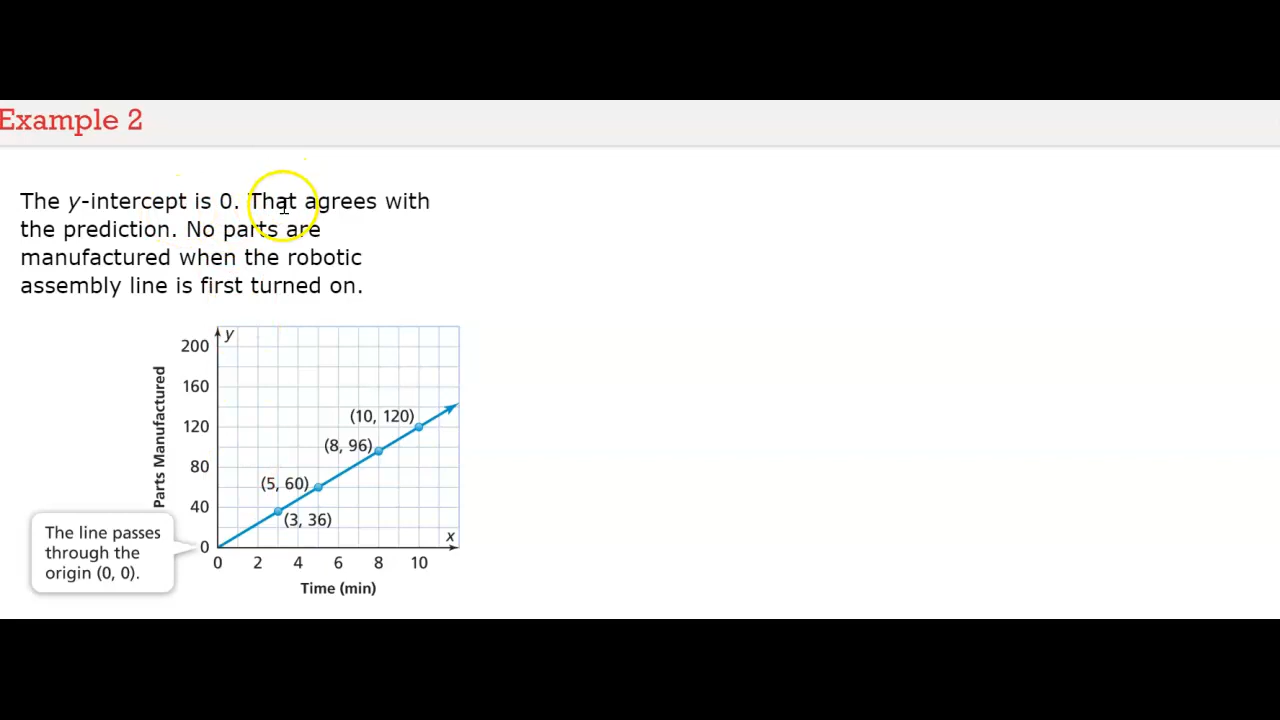 Example 2
The y-intercept is 0. That agrees with
the prediction. No parts are
manufactured when the robotic
assembly line is first turned on.
y
200
160
120
80
40
0
Parts Manufactured
(10, 120)
(8, 96)
(5, 60)
(3, 36)
x
0 2 4 6 8 10
Time (min)
The line passes
through the
origin (0, 0).